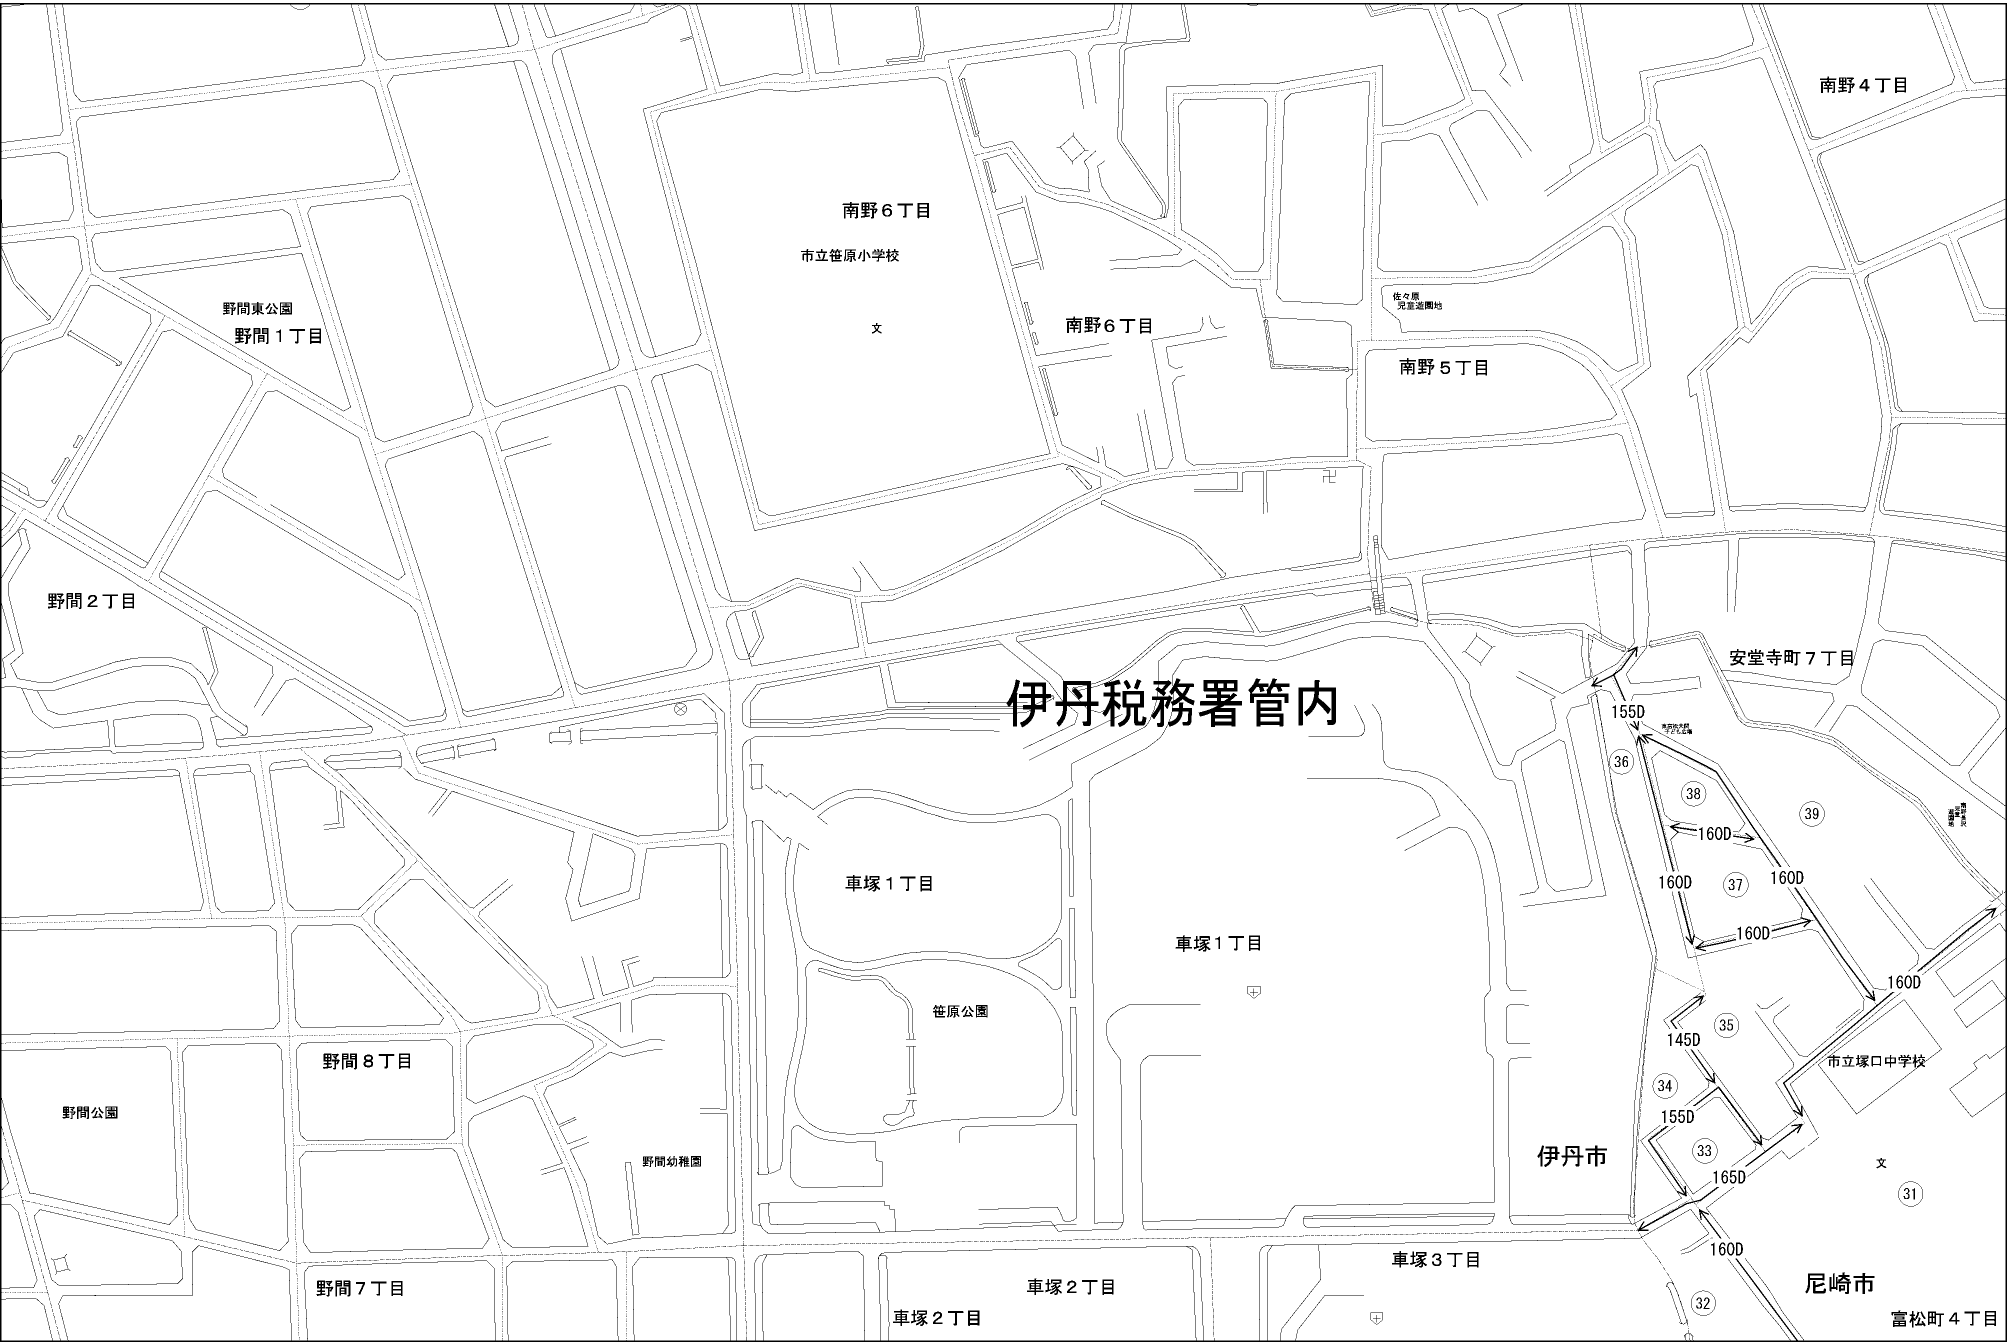 南野４丁目
南野６丁目
市立笹原小学校
文
野間東公園
野間１丁目
南野６丁目
佐々原
児童遊園地
南野５丁目
野間２丁目
安堂寺町７丁目
伊丹税務署管内
155D
36
38
39
160D
160D
160D
37
車塚１丁目
車塚１丁目
160D
160D
笹原公園
35
145D
野間８丁目
市立塚口中学校
34
野間公園
155D
33
伊丹市
野間幼稚園
文
165D
31
160D
車塚３丁目
尼崎市
野間７丁目
車塚２丁目
32
車塚２丁目
富松町４丁目